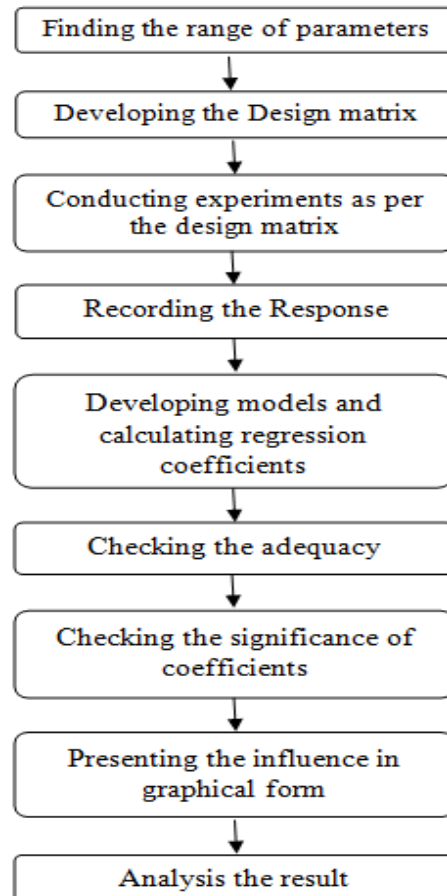 Finding the range of parameters
Developing the Design matrix
Conducting experiments as per
the design matrix
Recording the Response
Developing models and
calculating regression
coefficients
Checking the adequacy
Checking the significance of
coefficients
Presenting the influence in
graphical form
Analysis the result